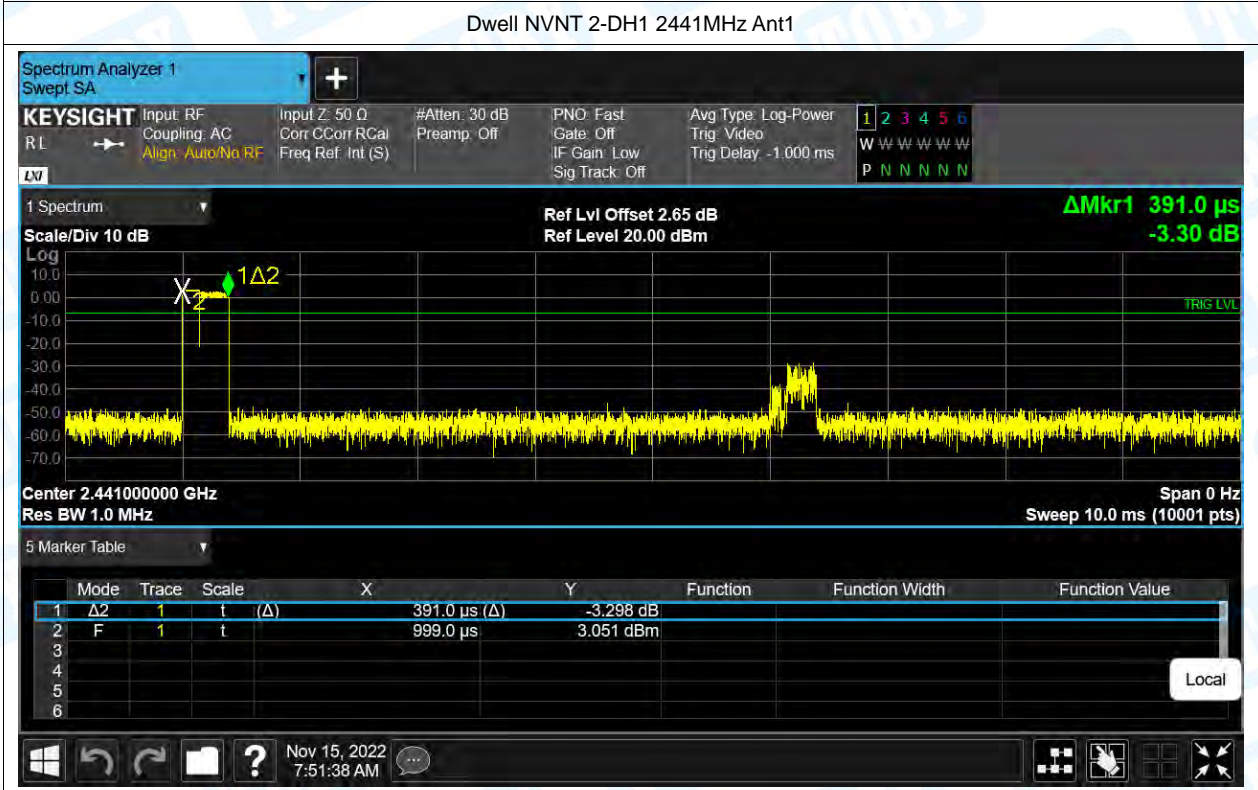 Dwell NVNT 2-DH1 2441MHz Ant1
Spectrum Analyzer 1
Swept SA
+
KEYSIGHT
RL
LXI
Input: RF
Coupling: AC
Align: Auto/No RF
Input Z: 50 Ω
Corr CCorr RCal
Freq Ref: Int (S)
#Atten: 30 dB
Preamp: Off
PNO: Fast
Gate: Off
IF Gain: Low
Sig Track: Off
Avg Type: Log-Power
Trig: Video
Trig Delay: -1.000 ms
1 2 3 4 5 6
W W W W W W
P N N N N N
1 Spectrum
Scale/Div 10 dB
Ref Lvl Offset 2.65 dB
Ref Level 20.00 dBm
ΔMkr1 391.0 µs
-3.30 dB
Log
10.0
0.00
-10.0
-20.0
-30.0
-40.0
-50.0
-60.0
-70.0
X2
1Δ2
TRIG LVL
Center 2.441000000 GHz
Span 0 Hz
Res BW 1.0 MHz
Sweep 10.0 ms (10001 pts)
5 Marker Table
Mode Trace Scale X Y Function Function Width Function Value
1 Δ2 1 t (Δ) 391.0 µs (Δ) -3.298 dB
2 F 1 t 999.0 µs 3.051 dBm
3
4
5
6
Local
?
Nov 15, 2022
7:51:38 AM